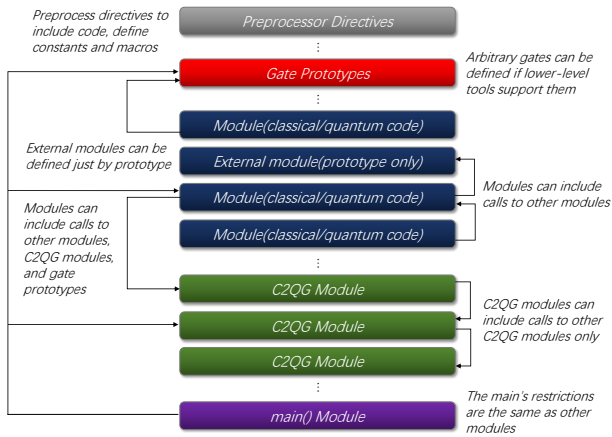 Preprocess directives to
include code, define
constants and macros
Preprocessor Directives
⋮
Gate Prototypes
Arbitrary gates can be
defined if lower-level
tools support them
⋮
Module(classical/quantum code)
External modules can be
defined just by prototype
External module(prototype only)
Module(classical/quantum code)
Modules can include
calls to other modules
Modules can
include calls to
other modules,
C2QG modules,
and gate
prototypes
Module(classical/quantum code)
⋮
C2QG Module
C2QG Module
C2QG modules can
include calls to other
C2QG modules only
C2QG Module
⋮
main() Module
The main's restrictions
are the same as other
modules